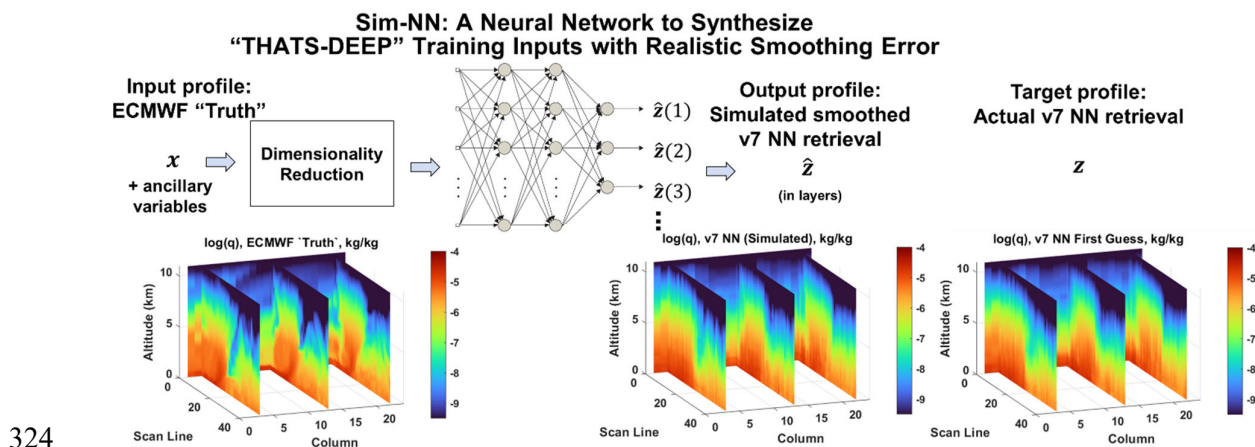 Sim-NN: A Neural Network to Synthesize
“THATS-DEEP” Training Inputs with Realistic Smoothing Error
Input profile:
ECMWF “Truth”
x
+ ancillary
variables
Dimensionality
Reduction
ẑ(1)
ẑ(2)
ẑ(3)
Output profile:
Simulated smoothed
v7 NN retrieval
ẑ
(in layers)
Target profile:
Actual v7 NN retrieval
z
log(q), ECMWF `Truth`, kg/kg
Altitude (km)
10
5
0
0
20
40
Scan Line
0
5
10
15
20
Column
-4
-5
-6
-7
-8
-9
log(q), v7 NN (Simulated), kg/kg
Altitude (km)
10
5
0
0
20
40
Scan Line
0
5
10
15
20
Column
-4
-5
-6
-7
-8
-9
log(q), v7 NN First Guess, kg/kg
Altitude (km)
10
5
0
0
20
40
Scan Line
0
5
10
15
20
Column
-4
-5
-6
-7
-8
-9
324